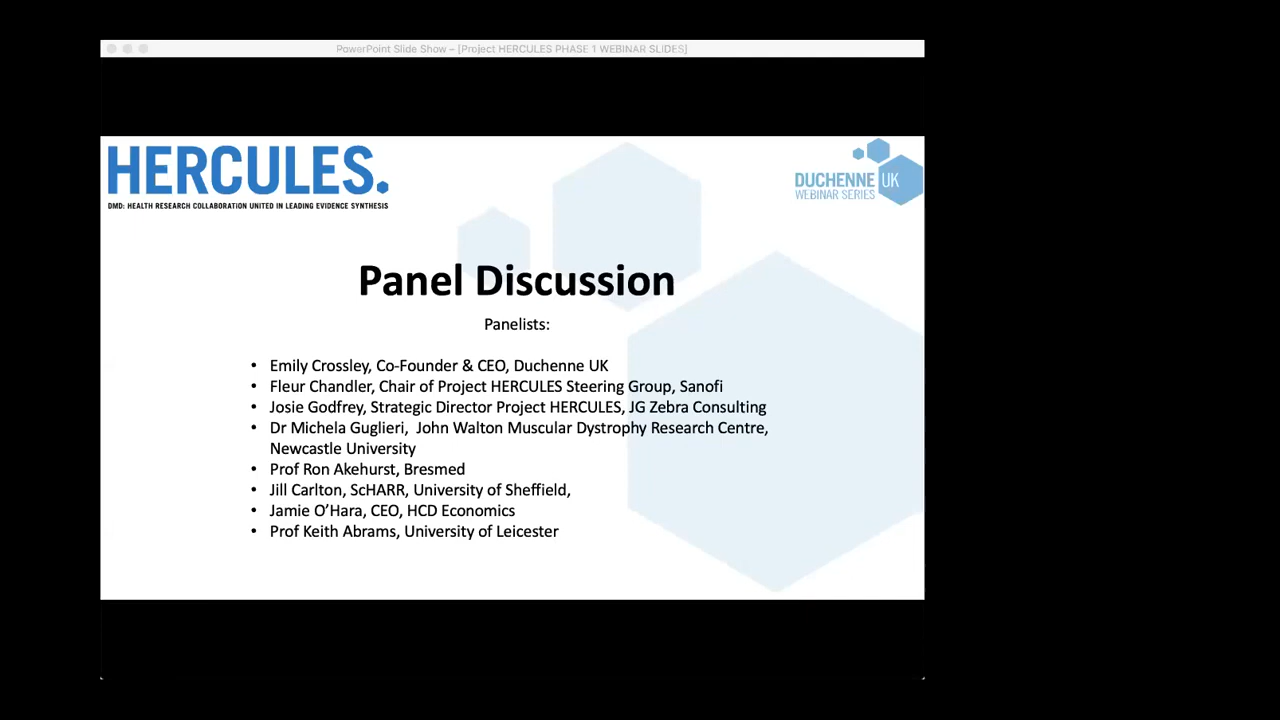 PowerPoint Slide Show – [Project HERCULES PHASE 1 WEBINAR SLIDES]
HERCULES.
DMD: HEALTH RESEARCH COLLABORATION UNITED IN LEADING EVIDENCE SYNTHESIS
DUCHENNE UK
WEBINAR SERIES
Panel Discussion
Panelists:
• Emily Crossley, Co-Founder & CEO, Duchenne UK
• Fleur Chandler, Chair of Project HERCULES Steering Group, Sanofi
• Josie Godfrey, Strategic Director Project HERCULES, JG Zebra Consulting
• Dr Michela Guglieri, John Walton Muscular Dystrophy Research Centre,
Newcastle University
• Prof Ron Akehurst, Bresmed
• Jill Carlton, ScHARR, University of Sheffield,
• Jamie O’Hara, CEO, HCD Economics
• Prof Keith Abrams, University of Leicester